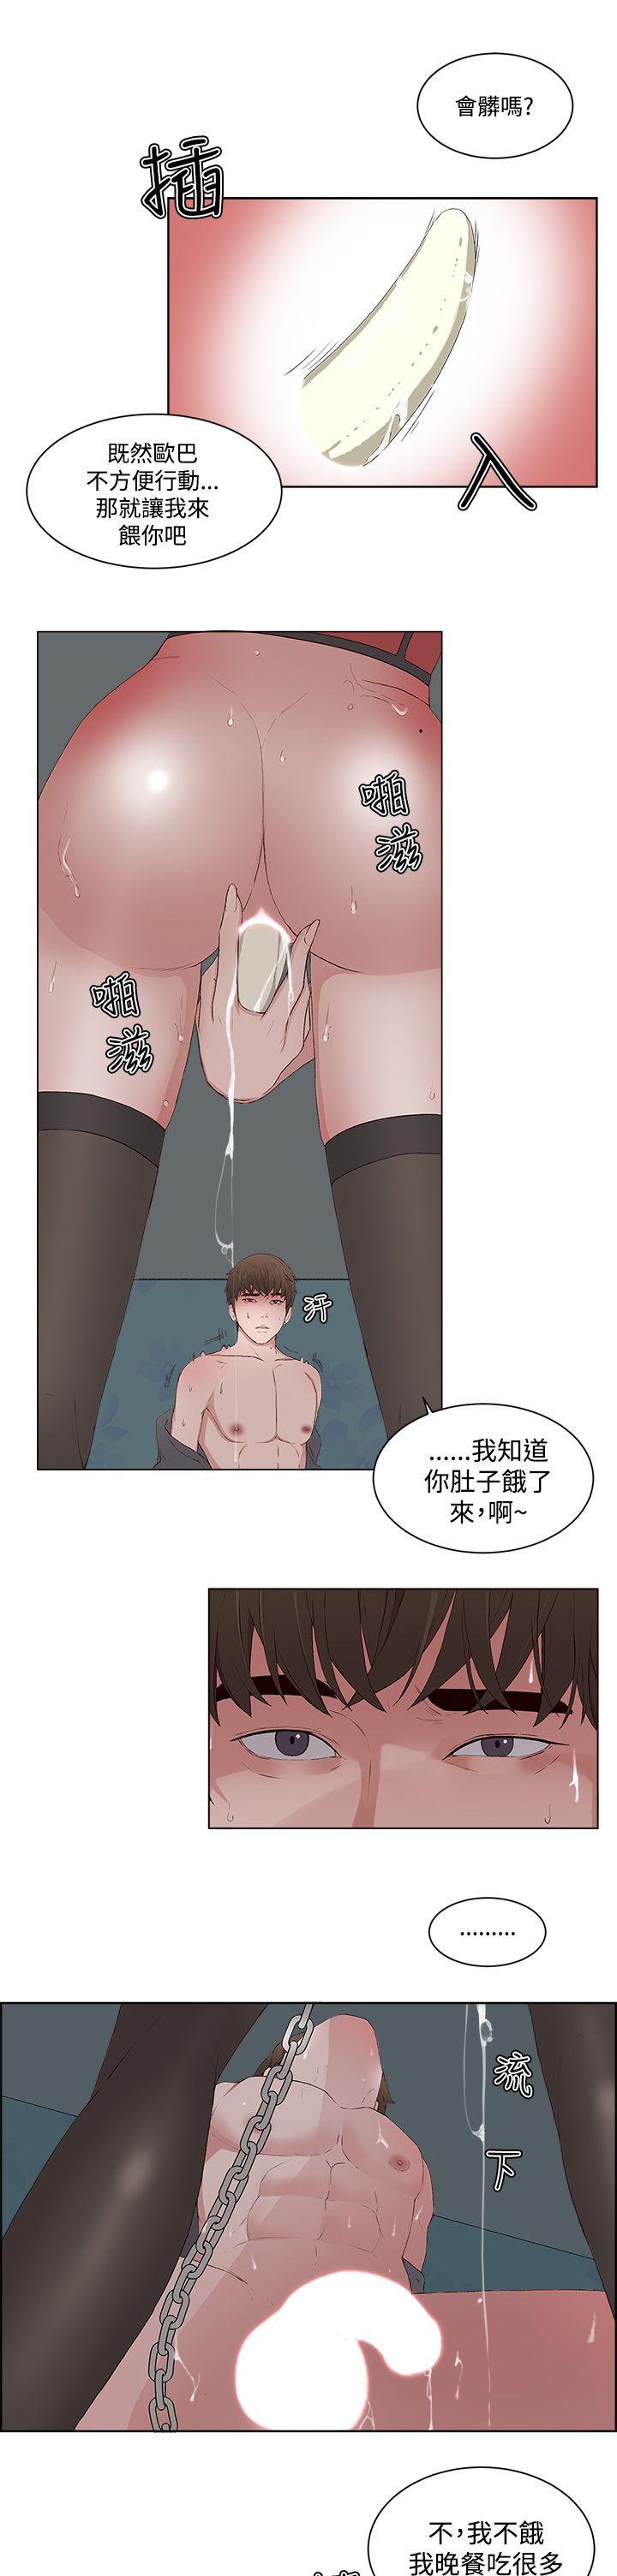 會髒嗎?
插
入
既然歐巴
不方便行動...
那就讓我來
餵你吧
啪
滋
啪
滋
汗
......我知道
你肚子餓了
來,啊~
.........
流
下
不,我不餓
我晚餐吃很多